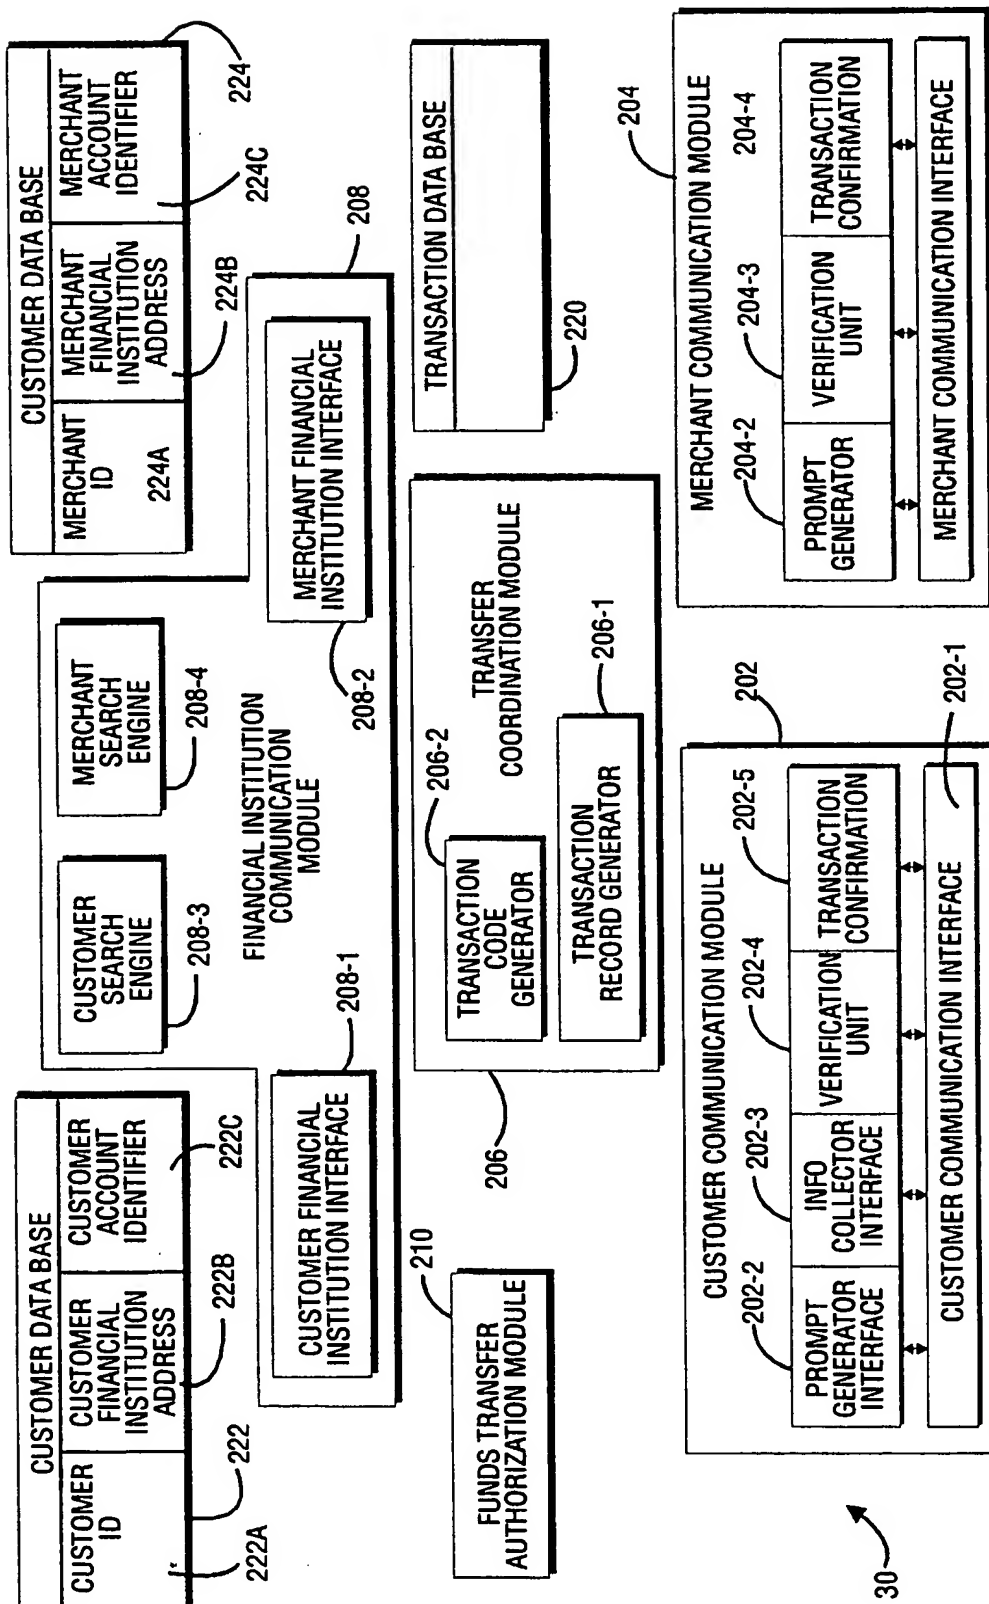 CUSTOMER DATA BASE
CUSTOMER
ID
222A
CUSTOMER
FINANCIAL
INSTITUTION
ADDRESS
222B
CUSTOMER
ACCOUNT
IDENTIFIER
222C
222
CUSTOMER
SEARCH
ENGINE
208-3
MERCHANT
SEARCH
ENGINE
208-4
FINANCIAL INSTITUTION
COMMUNICATION
MODULE
CUSTOMER FINANCIAL
INSTITUTION INTERFACE
208-1
MERCHANT FINANCIAL
INSTITUTION INTERFACE
208-2
208
CUSTOMER DATA BASE
MERCHANT
ID
224A
MERCHANT
FINANCIAL
INSTITUTION
ADDRESS
224B
MERCHANT
ACCOUNT
IDENTIFIER
224C
224
FUNDS TRANSFER
AUTHORIZATION MODULE
210
TRANSFER
COORDINATION MODULE
TRANSACTION
CODE
GENERATOR
206-2
TRANSACTION
RECORD GENERATOR
206-1
206
TRANSACTION DATA BASE
220
CUSTOMER COMMUNICATION MODULE
202
202-2
202-3
202-4
202-5
PROMPT
GENERATOR
INTERFACE
INFO
COLLECTOR
INTERFACE
VERIFICATION
UNIT
TRANSACTION
CONFIRMATION
CUSTOMER COMMUNICATION INTERFACE
202-1
MERCHANT COMMUNICATION MODULE
204
204-2
204-3
204-4
PROMPT
GENERATOR
VERIFICATION
UNIT
TRANSACTION
CONFIRMATION
MERCHANT COMMUNICATION INTERFACE
30